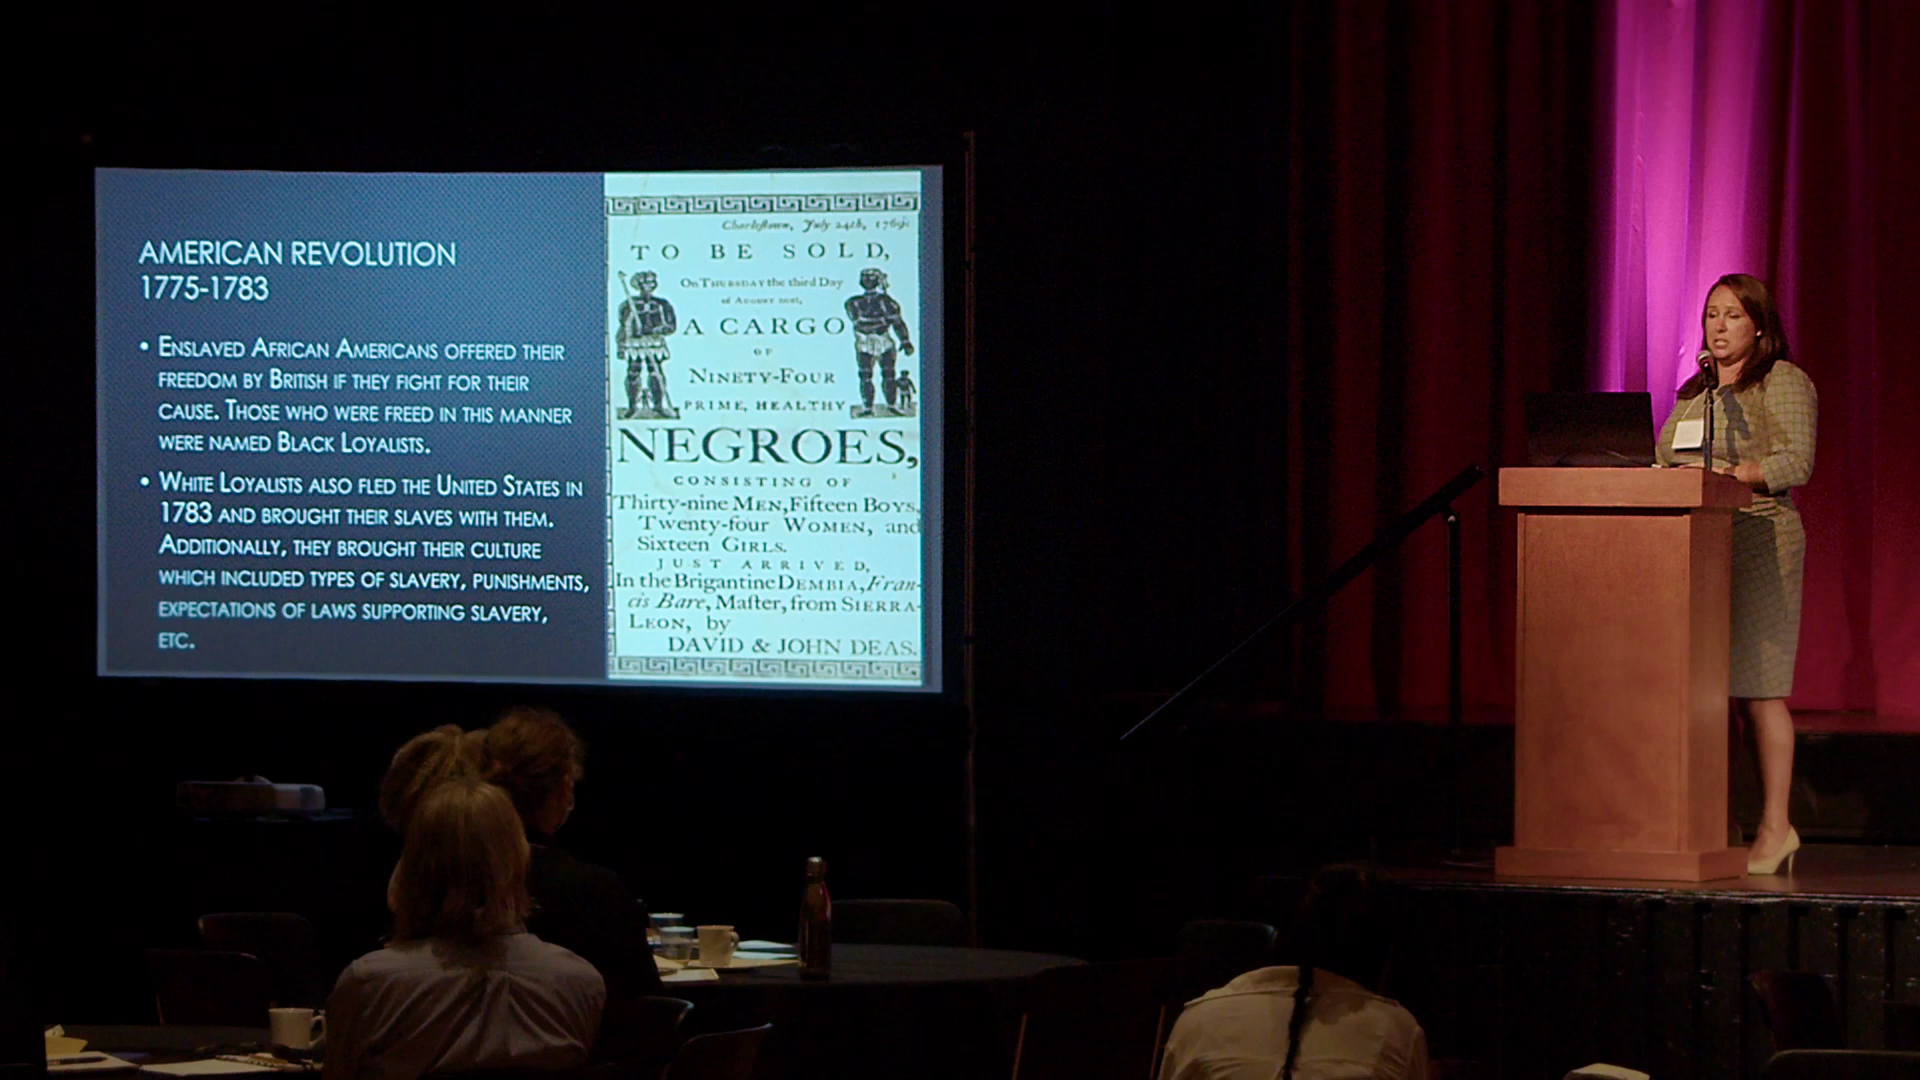 AMERICAN REVOLUTION
1775-1783
• ENSLAVED AFRICAN AMERICANS OFFERED THEIR
FREEDOM BY BRITISH IF THEY FIGHT FOR THEIR
CAUSE. THOSE WHO WERE FREED IN THIS MANNER
WERE NAMED BLACK LOYALISTS.
• WHITE LOYALISTS ALSO FLED THE UNITED STATES IN
1783 AND BROUGHT THEIR SLAVES WITH THEM.
ADDITIONALLY, THEY BROUGHT THEIR CULTURE
WHICH INCLUDED TYPES OF SLAVERY, PUNISHMENTS,
EXPECTATIONS OF LAWS SUPPORTING SLAVERY,
ETC.
Charlestown, July 24th, 1769.
TO BE SOLD,
On THURSDAY the third Day
of AUGUST next,
A CARGO
OF
NINETY-FOUR
PRIME, HEALTHY
NEGROES,
CONSISTING OF
Thirty-nine MEN, Fifteen BOYS,
Twenty-four WOMEN, and
Sixteen GIRLS.
JUST ARRIVED,
In the Brigantine DEMBIA, Fran-
cis Bare, Master, from SIERRA-
LEON, by
DAVID & JOHN DEAS.